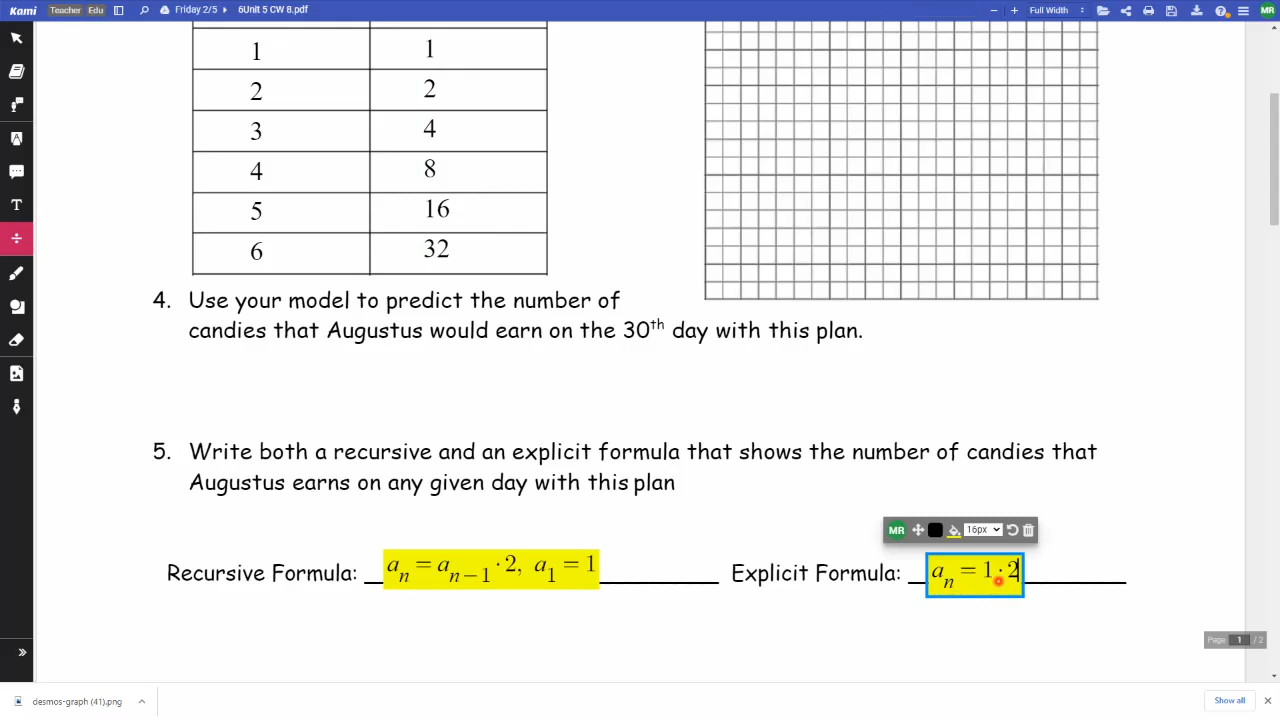 Kami Teacher Edu Friday 2/5 ▸ 6Unit 5 CW 8.pdf − + Full Width MR
1 1
2 2
3 4
4 8
5 16
6 32
4. Use your model to predict the number of
candies that Augustus would earn on the 30th day with this plan.
5. Write both a recursive and an explicit formula that shows the number of candies that
Augustus earns on any given day with this plan
MR 16px
Recursive Formula: aₙ = aₙ₋₁ · 2, a₁ = 1 Explicit Formula: aₙ = 1 · 2
Page 1 / 2
desmos-graph (41).png Show all